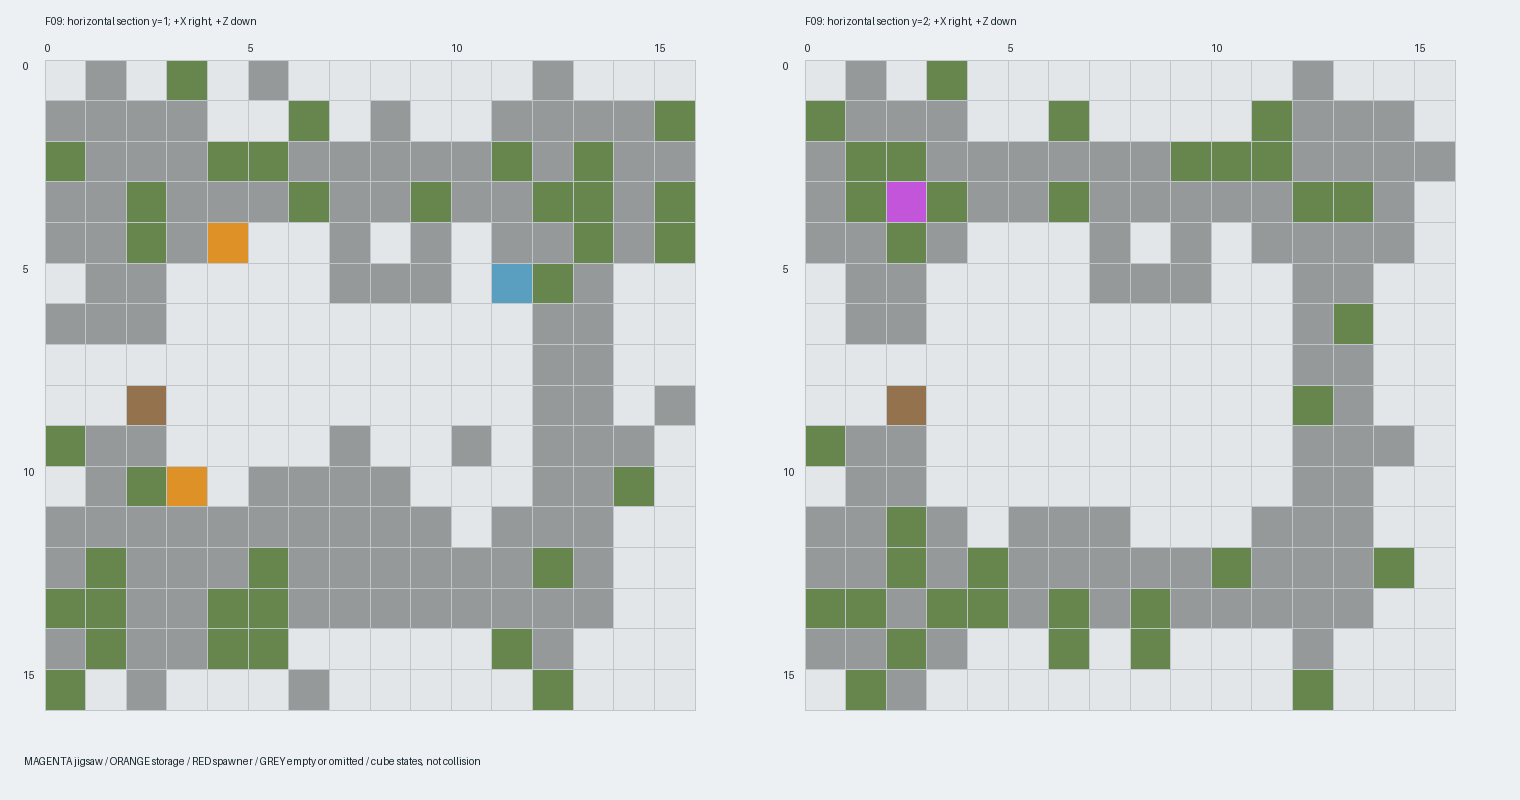 F09: horizontal section y=1; +X right, +Z down
F09: horizontal section y=2; +X right, +Z down
0 5 10 15
0 5 10 15
0
0
5
5
10
10
15
15
MAGENTA jigsaw / ORANGE storage / RED spawner / GREY empty or omitted / cube states, not collision